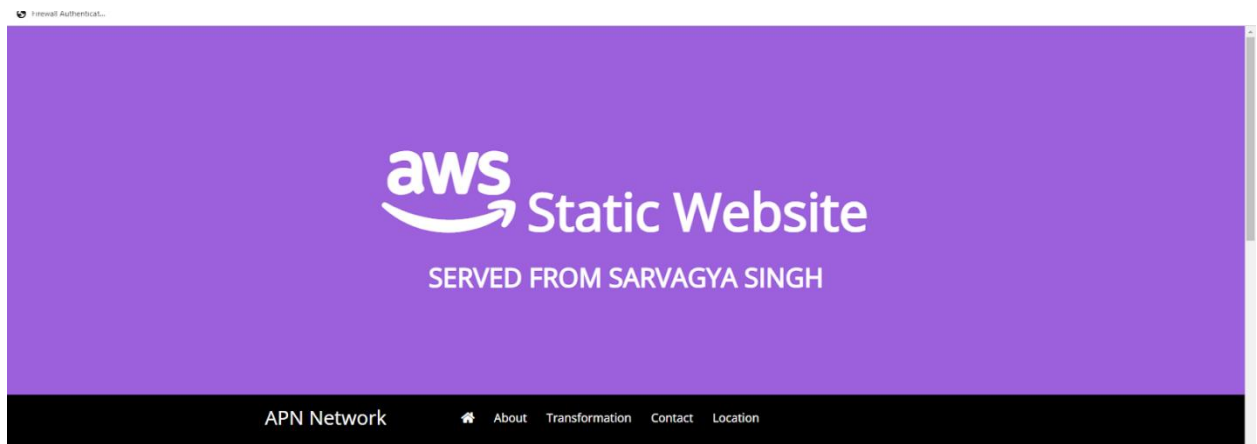 Firewall Authenticat...
aws Static Website
SERVED FROM SARVAGYA SINGH
APN Network About Transformation Contact Location